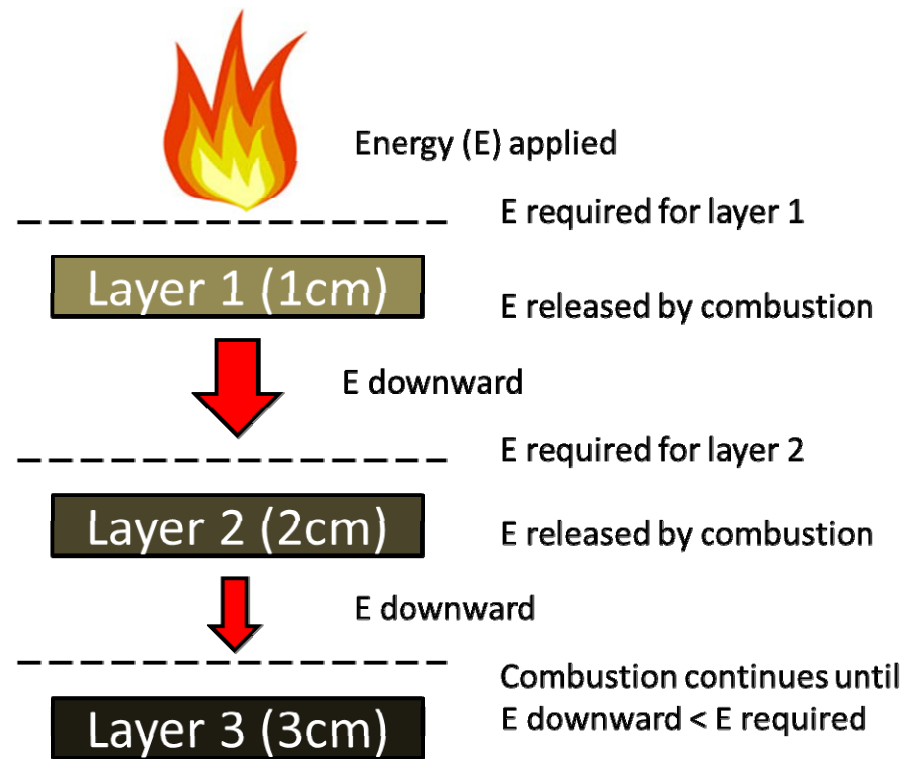 Energy (E) applied
E required for layer 1
Layer 1 (1cm)
E released by combustion
E downward
E required for layer 2
Layer 2 (2cm)
E released by combustion
E downward
Combustion continues until
E downward < E required
Layer 3 (3cm)